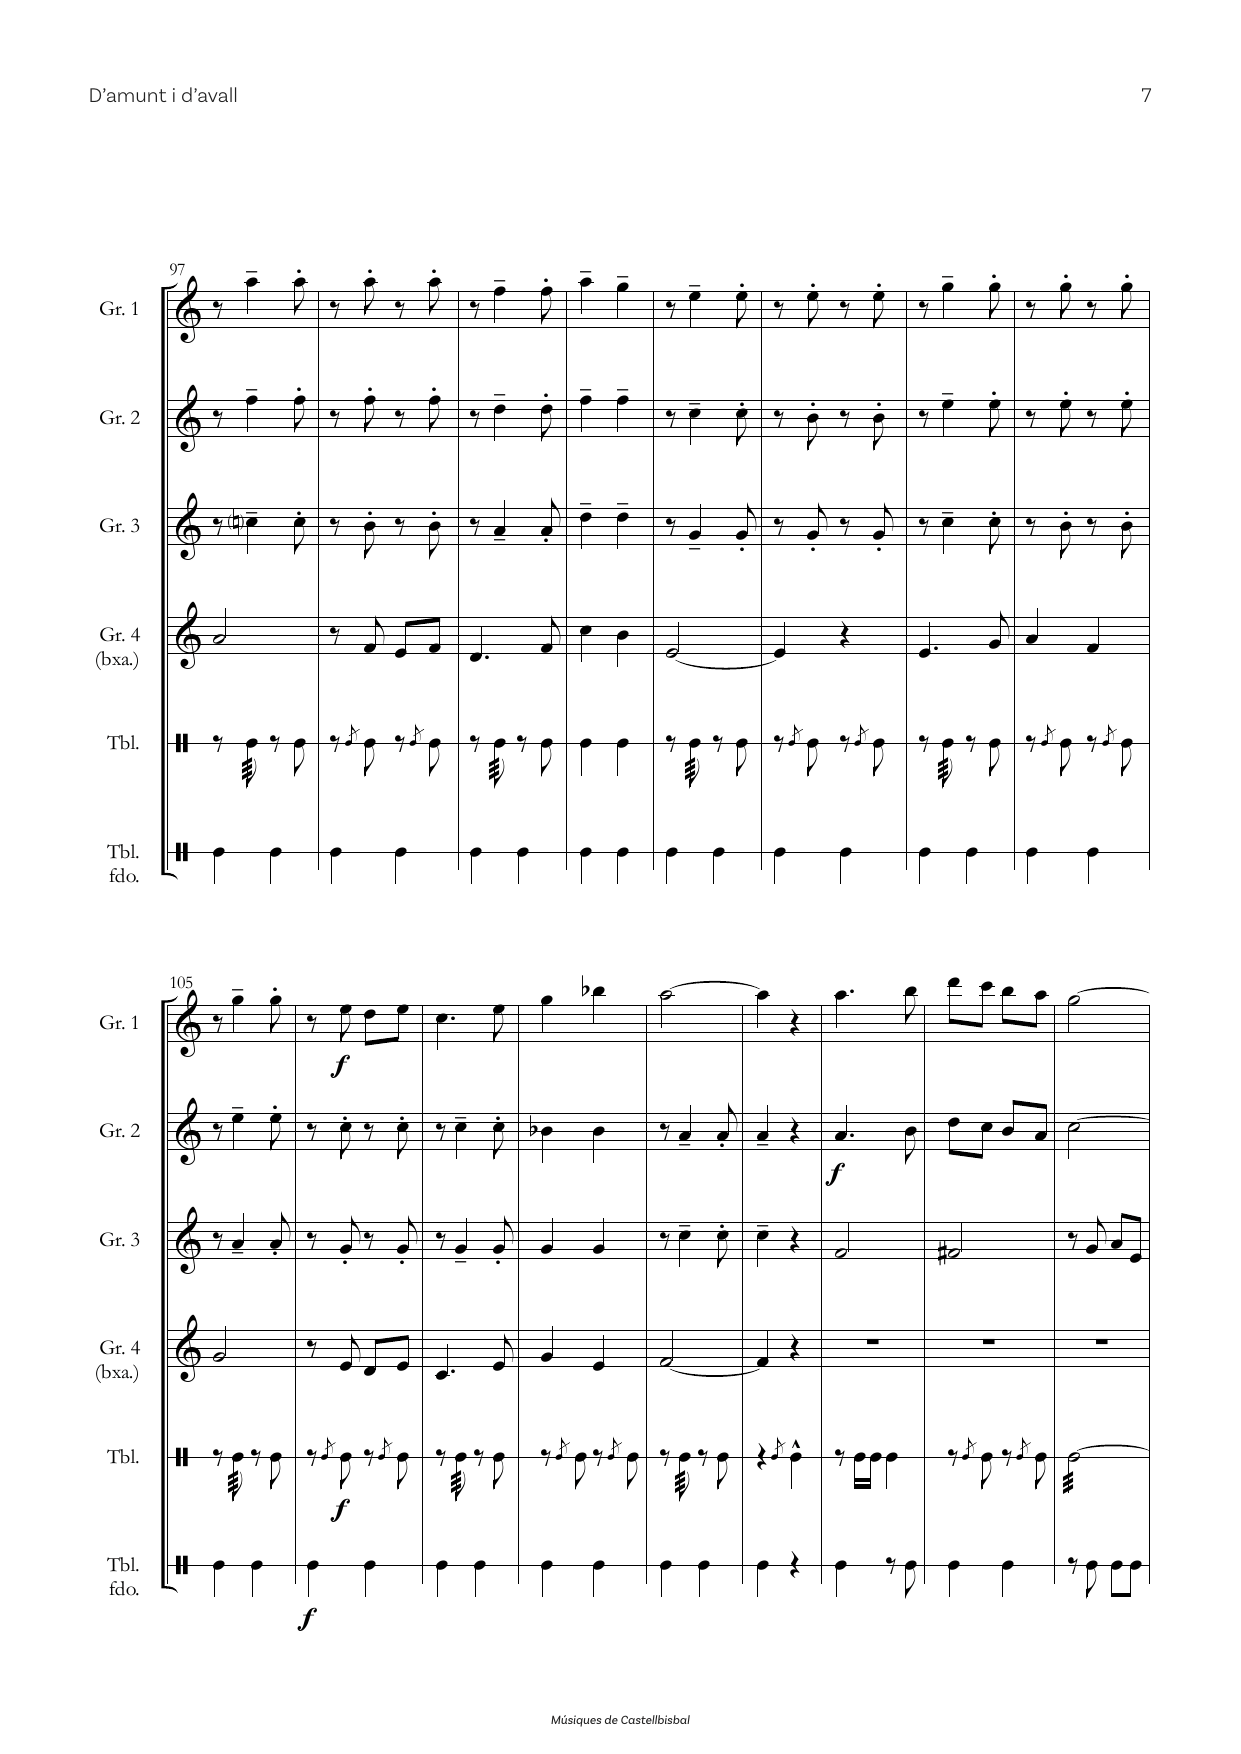 D’amunt i d’avall 7
97
Gr. 1
Gr. 2
Gr. 3
Gr. 4
(bxa.)
Tbl.
Tbl.
fdo.
105
Gr. 1
f
Gr. 2
f
Gr. 3
Gr. 4
(bxa.)
Tbl.
f
Tbl.
fdo.
f
Músiques de Castellbisbal